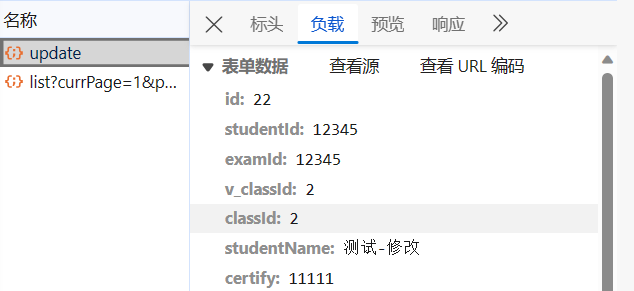 名称
update
list?currPage=1&p...
标头 负载 预览 响应
表单数据 查看源 查看 URL 编码
id: 22
studentId: 12345
examId: 12345
v_classId: 2
classId: 2
studentName: 测试-修改
certify: 11111